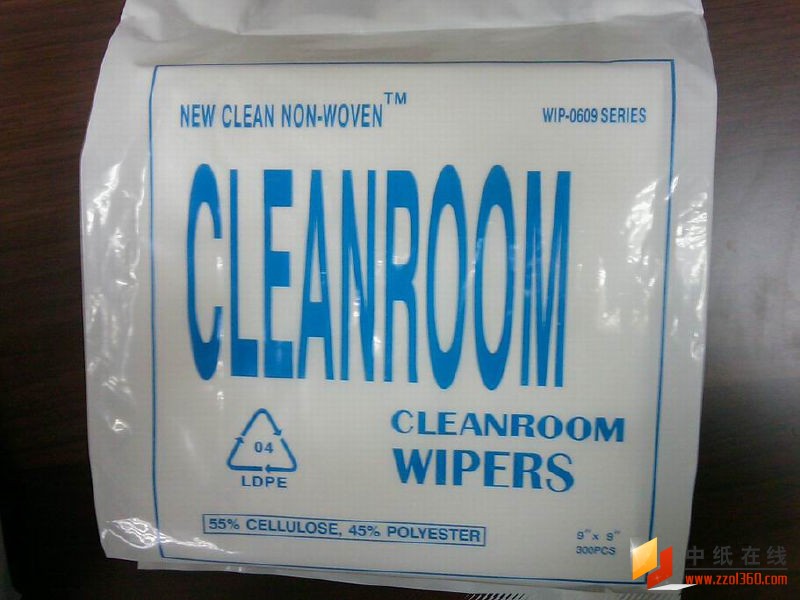 NEW CLEAN NON-WOVEN™
WIP-0609 SERIES
CLEANROOM
04
LDPE
CLEANROOM
WIPERS
55% CELLULOSE, 45% POLYESTER
9" x 9"
300PCS
中纸在线
www.zzol360.com